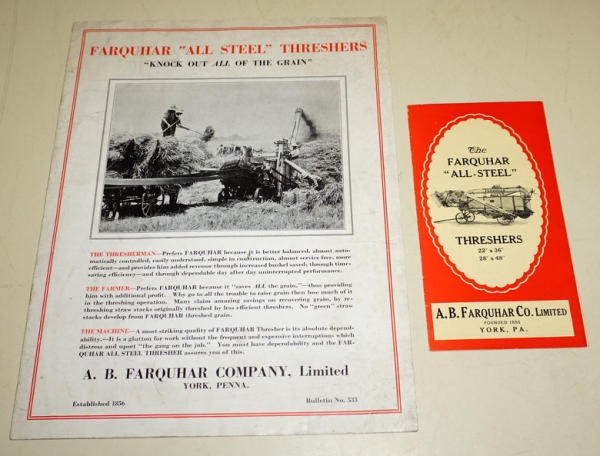 FARQUHAR "ALL STEEL" THRESHERS
"KNOCK OUT ALL OF THE GRAIN"
THE THRESHERMAN—Prefers FARQUHAR because it is better balanced, almost auto-
matically controlled, easily understood, simple in construction, almost service free, more
efficient—and provides him added revenue through increased bushel saved; through time-
saving efficiency—and through dependable day after day uninterrupted performance.
THE FARMER—Prefers FARQUHAR because it "saves ALL the grain,"—thus providing
him with additional profit. Why go to all the trouble to raise grain then lose much of it
in the threshing operation. Many claim amazing savings on recovering grain, by re-
threshing straw stacks originally threshed by less efficient threshers. No "green" straw
stacks develop from FARQUHAR threshed grain.
THE MACHINE—A most striking quality of FARQUHAR Thresher is its absolute depend-
ability.—It is a glutton for work without the frequent and expensive interruptions which
distress and upset "the gang on the job." You must have dependability and the FAR-
QUHAR ALL STEEL THRESHER assures you of this.
A. B. FARQUHAR COMPANY, Limited
YORK, PENNA.
Established 1856
Bulletin No. 533
The
FARQUHAR
"ALL-STEEL"
THRESHERS
22" x 36"
28" x 48"
A.B. FARQUHAR CO. LIMITED
FOUNDED 1856
YORK, PA.